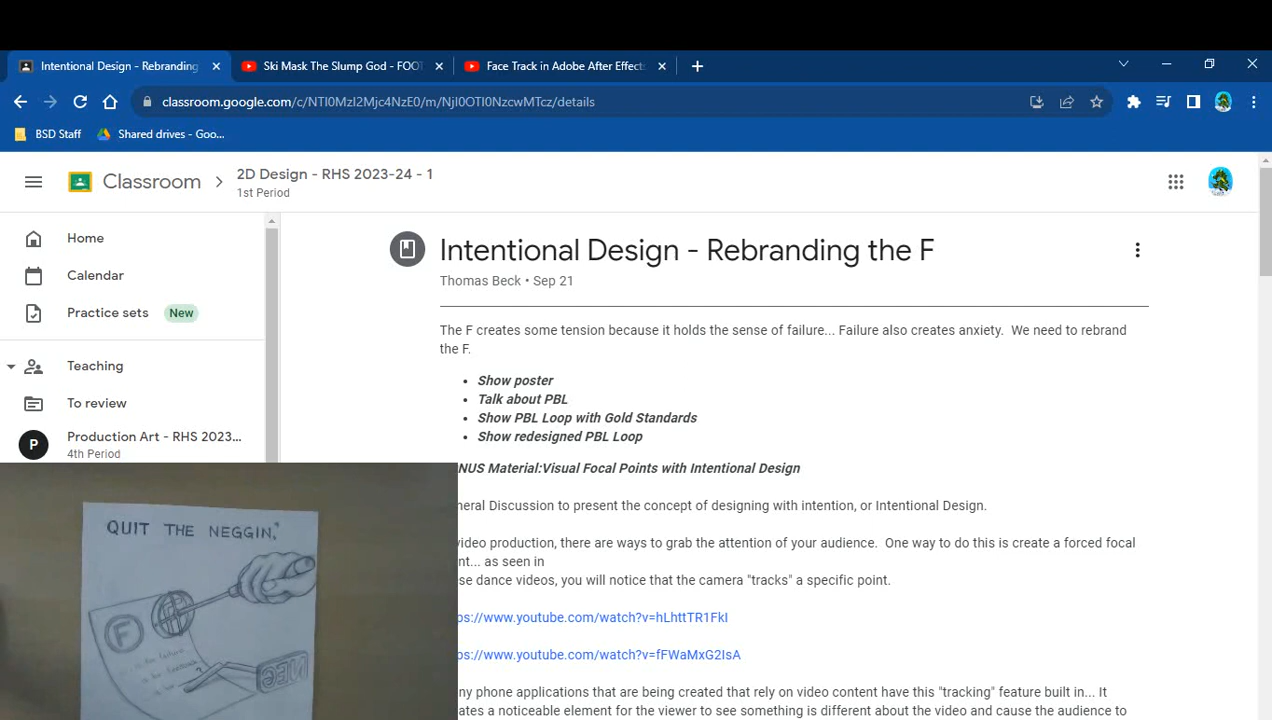 Intentional Design - Rebranding
Ski Mask The Slump God - FOOT
Face Track in Adobe After Effects
classroom.google.com/c/NTI0MzI2Mjc4NzE0/m/NjI0OTI0NzcwMTcz/details
BSD Staff
Shared drives - Goo...
Classroom
2D Design - RHS 2023-24 - 1
1st Period
Home
Calendar
Practice sets New
Teaching
To review
P
Production Art - RHS 2023...
4th Period
Intentional Design - Rebranding the F
Thomas Beck • Sep 21
The F creates some tension because it holds the sense of failure... Failure also creates anxiety. We need to rebrand
the F.
• Show poster
• Talk about PBL
• Show PBL Loop with Gold Standards
• Show redesigned PBL Loop
NUS Material:Visual Focal Points with Intentional Design
neral Discussion to present the concept of designing with intention, or Intentional Design.
video production, there are ways to grab the attention of your audience. One way to do this is create a forced focal
nt... as seen in
se dance videos, you will notice that the camera "tracks" a specific point.
ps://www.youtube.com/watch?v=hLhttTR1FkI
ps://www.youtube.com/watch?v=fFWaMxG2IsA
ny phone applications that are being created that rely on video content have this "tracking" feature built in... It
ates a noticeable element for the viewer to see something is different about the video and cause the audience to
QUIT THE NEGGIN'
F
NEG